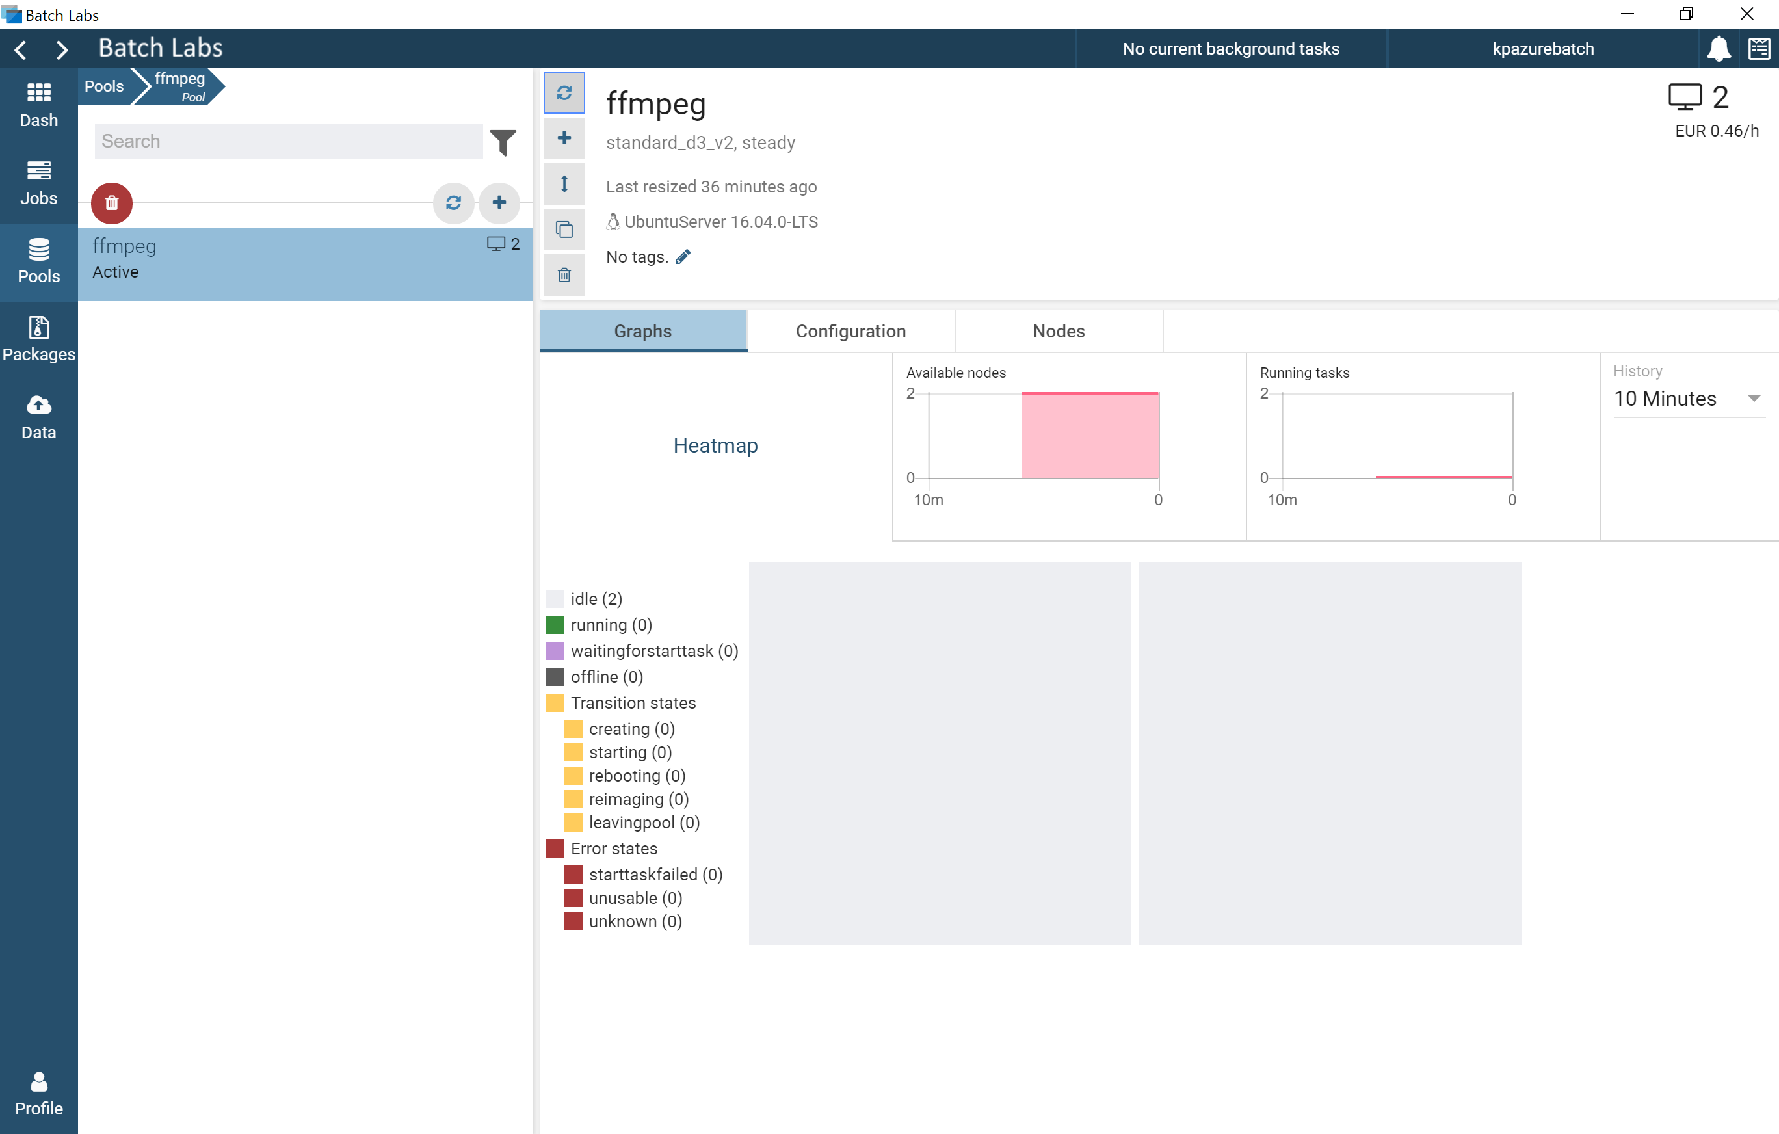 Batch Labs
Batch Labs
No current background tasks
kpazurebatch
Dash
Jobs
Pools
Packages
Data
Profile
Pools
ffmpeg
Pool
Search
ffmpeg
2
Active
ffmpeg
2
EUR 0.46/h
standard_d3_v2, steady
Last resized 36 minutes ago
UbuntuServer 16.04.0-LTS
No tags.
Graphs
Configuration
Nodes
Heatmap
Available nodes
2
0
10m
0
Running tasks
2
0
10m
0
History
10 Minutes
idle (2)
running (0)
waitingforstarttask (0)
offline (0)
Transition states
creating (0)
starting (0)
rebooting (0)
reimaging (0)
leavingpool (0)
Error states
starttaskfailed (0)
unusable (0)
unknown (0)